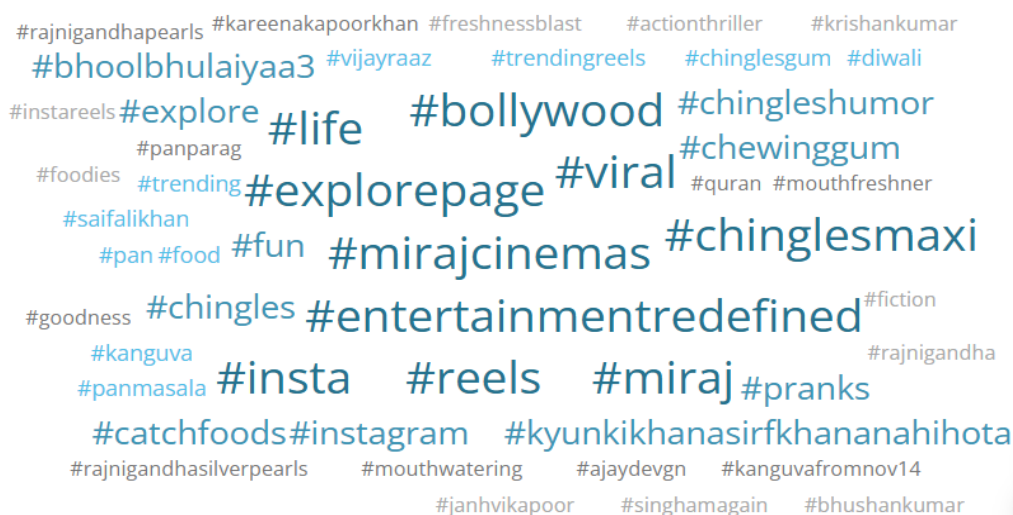 #rajnigandhapearls #kareenakapoorkhan #freshnessblast #actionthriller #krishankumar
#bhoolbhulaiyaa3 #vijayraaz #trendingreels #chinglesgum #diwali
#instareels #explore #life #bollywood #chingleshumor
#panparag #viral #chewinggum
#foodies #trending #explorepage #quran #mouthfreshner
#saifalikhan
#pan #food #fun #mirajcinemas #chinglesmaxi
#goodness #chingles #entertainmentredefined #fiction
#kanguva #rajnigandha
#panmasala #insta #reels #miraj #pranks
#catchfoods #instagram #kyunkikhanasirfkhananahihota
#rajnigandhasilverpearls #mouthwatering #ajaydevgn #kanguvafromnov14
#janhvikapoor #singhamagain #bhushankumar